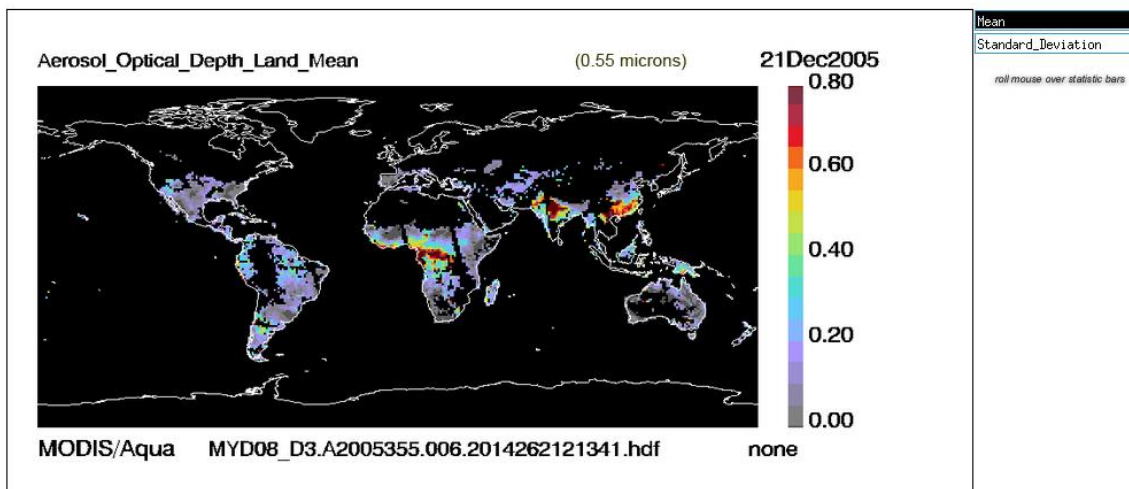 Aerosol_Optical_Depth_Land_Mean (0.55 microns) 21Dec2005
0.80
0.60
0.40
0.20
0.00
MODIS/Aqua MYD08_D3.A2005355.006.2014262121341.hdf none
Mean
Standard_Deviation
roll mouse over statistic bars